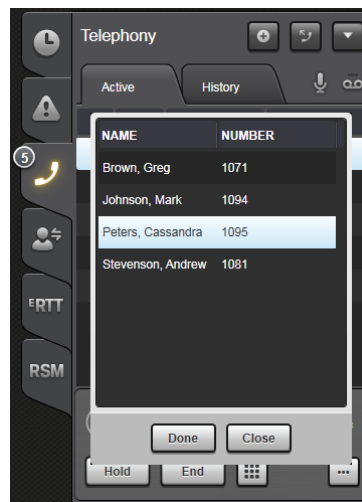 Telephony
Active History
NAME NUMBER
5
Brown, Greg 1071
Johnson, Mark 1094
Peters, Cassandra 1095
Stevenson, Andrew 1081
ERTT
RSM
Done Close
Hold End ...